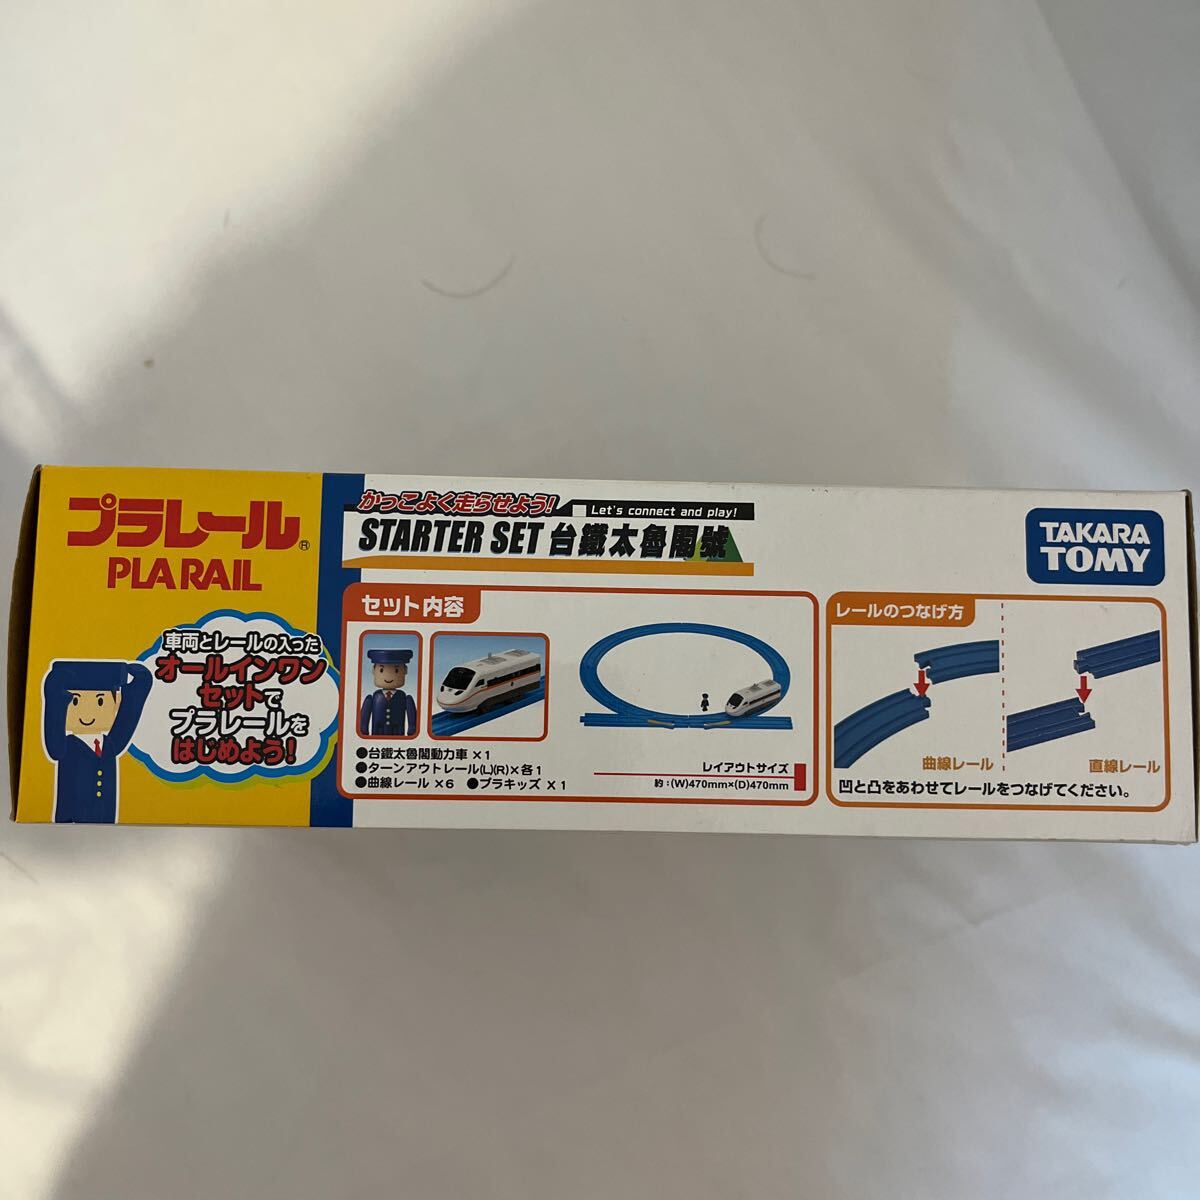 プラレール®
PLARAIL
車両とレールの入った
オールインワン
セットで
プラレールを
はじめよう!
かっこよく走らせよう!
Let's connect and play!
STARTER SET 台鐵太魯閣號
TAKARA
TOMY
セット内容
●台鐵太魯閣動力車×1
●ターンアウトレール(L)(R)×各1
●曲線レール×6 ●プラキッズ×1
レイアウトサイズ
約:(W)470mm×(D)470mm
レールのつなげ方
曲線レール
直線レール
凹と凸をあわせてレールをつなげてください。